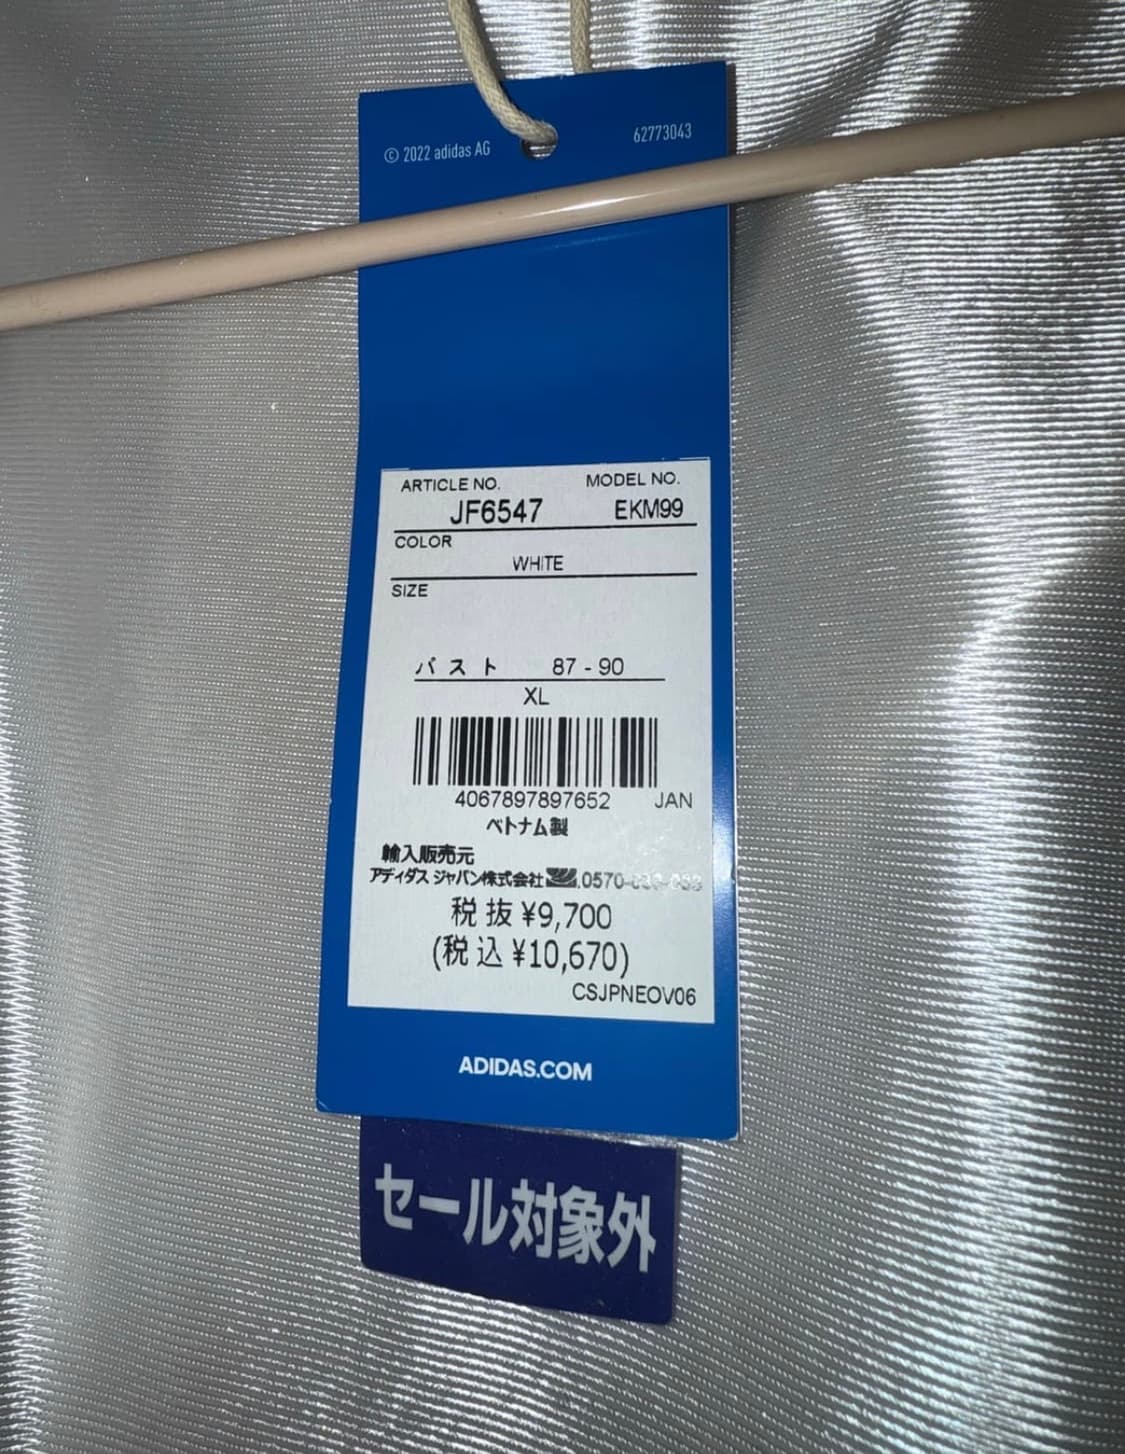 © 2022 adidas AG 62773043
ARTICLE NO. MODEL NO.
JF6547 EKM99
COLOR
WHITE
SIZE
バスト 87 - 90
XL
4067897897652 JAN
ベトナム製
輸入販売元
アディダス ジャパン株式会社 0570-
税 抜 ¥9,700
(税 込 ¥10,670)
CSJPNEOV06
ADIDAS.COM
セール対象外